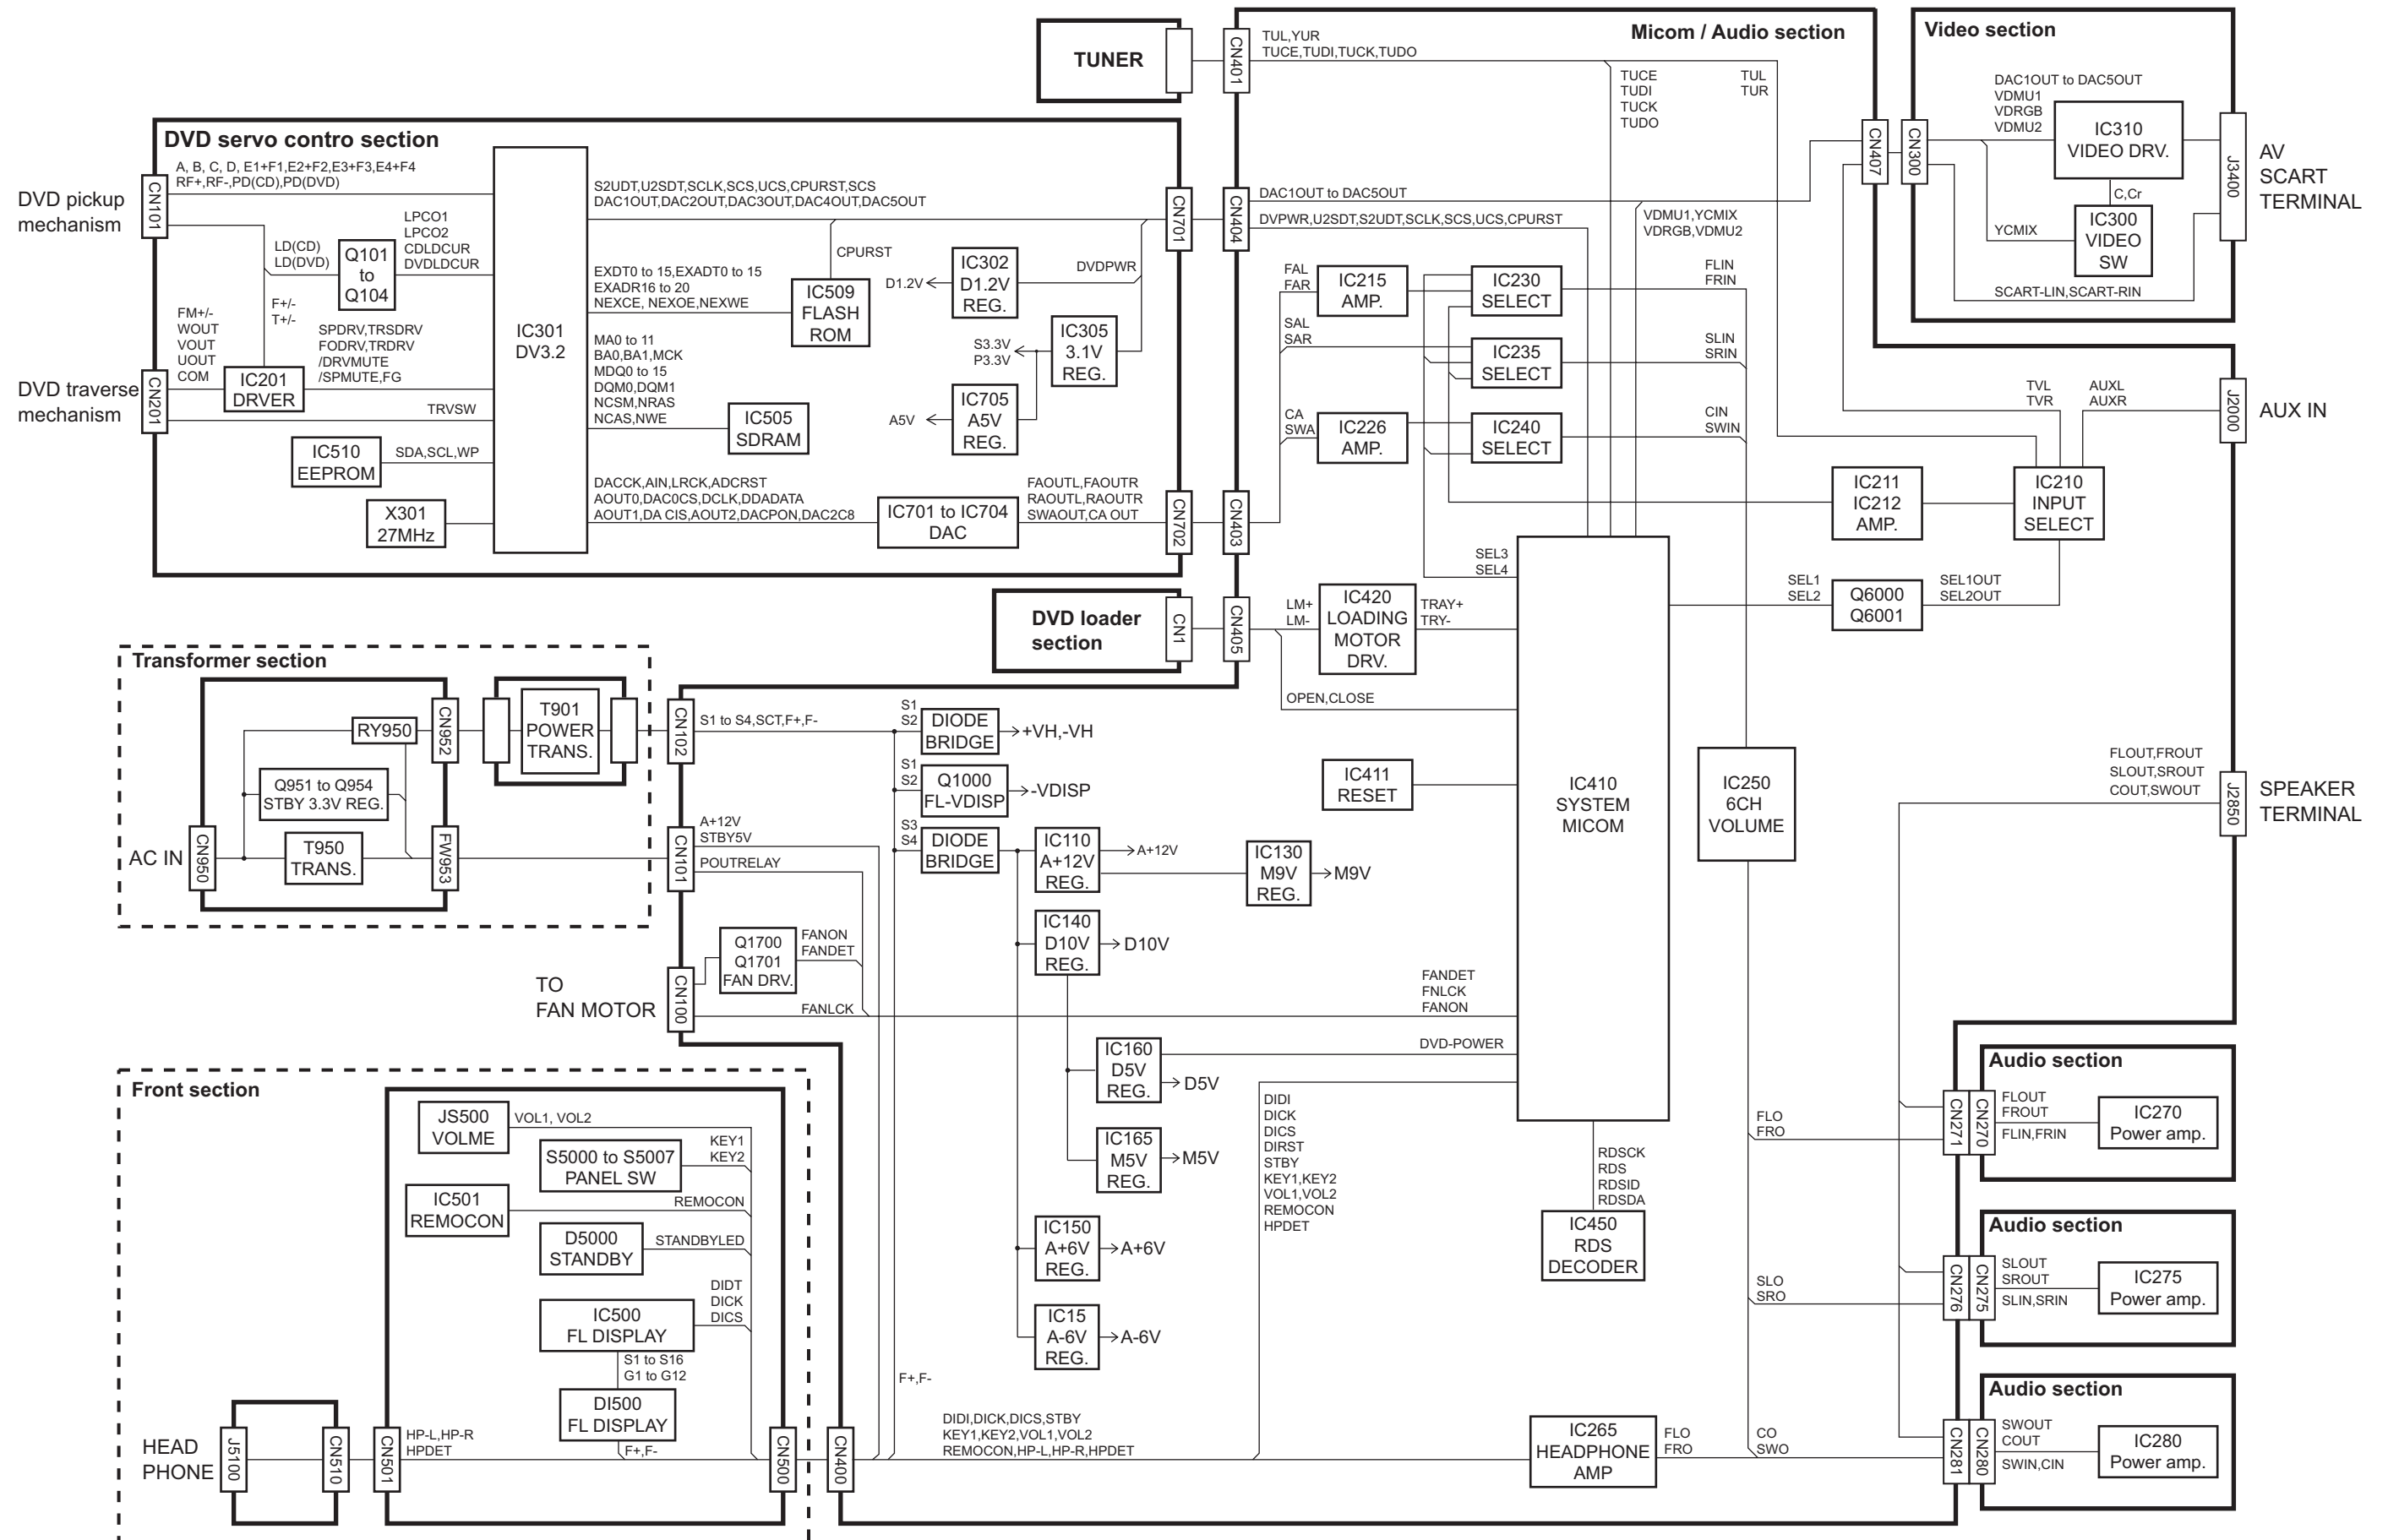 TUNER
CN401
TUL,YUR
TUCE,TUDI,TUCK,TUDO
Micom / Audio section
TUCE
TUDI
TUCK
TUDO
TUL
TUR
Video section
DAC1OUT to DAC5OUT
VDMU1
VDRGB
VDMU2
IC310
VIDEO DRV.
C,Cr
IC300
VIDEO
SW
YCMIX
SCART-LIN,SCART-RIN
CN407
CN300
J3400
AV
SCART
TERMINAL
DVD servo contro section
DVD pickup
mechanism
CN101
A, B, C, D, E1+F1,E2+F2,E3+F3,E4+F4
RF+,RF-,PD(CD),PD(DVD)
LD(CD)
LD(DVD)
Q101
to
Q104
LPCO1
LPCO2
CDLDCUR
DVDLDCUR
F+/-
T+/-
FM+/-
WOUT
VOUT
UOUT
COM
DVD traverse
mechanism
CN201
IC201
DRVER
SPDRV,TRSDRV
FODRV,TRDRV
/DRVMUTE
/SPMUTE,FG
TRVSW
IC510
EEPROM
SDA,SCL,WP
X301
27MHz
IC301
DV3.2
S2UDT,U2SDT,SCLK,SCS,UCS,CPURST,SCS
DAC1OUT,DAC2OUT,DAC3OUT,DAC4OUT,DAC5OUT
CPURST
EXDT0 to 15,EXADT0 to 15
EXADR16 to 20
NEXCE, NEXOE,NEXWE
IC509
FLASH
ROM
MA0 to 11
BA0,BA1,MCK
MDQ0 to 15
DQM0,DQM1
NCSM,NRAS
NCAS,NWE
IC505
SDRAM
D1.2V
IC302
D1.2V
REG.
DVDPWR
S3.3V
P3.3V
IC305
3.1V
REG.
A5V
IC705
A5V
REG.
DACCK,AIN,LRCK,ADCRST
AOUT0,DAC0CS,DCLK,DDADATA
AOUT1,DA CIS,AOUT2,DACPON,DAC2C8
IC701 to IC704
DAC
FAOUTL,FAOUTR
RAOUTL,RAOUTR
SWAOUT,CA OUT
CN701
CN404
CN702
CN403
DAC1OUT to DAC5OUT
DVPWR,U2SDT,S2UDT,SCLK,SCS,UCS,CPURST
VDMU1,YCMIX
VDRGB,VDMU2
FAL
FAR
IC215
AMP.
IC230
SELECT
FLIN
FRIN
SAL
SAR
IC235
SELECT
SLIN
SRIN
CA
SWA
IC226
AMP.
IC240
SELECT
CIN
SWIN
TVL
TVR
AUXL
AUXR
J2000
AUX IN
IC211
IC212
AMP.
IC210
INPUT
SELECT
SEL3
SEL4
SEL1
SEL2
Q6000
Q6001
SEL1OUT
SEL2OUT
DVD loader
section
CN1
CN405
LM+
LM-
IC420
LOADING
MOTOR
DRV.
TRAY+
TRY-
OPEN,CLOSE
IC411
RESET
IC410
SYSTEM
MICOM
IC250
6CH
VOLUME
FLOUT,FROUT
SLOUT,SROUT
COUT,SWOUT
J2850
SPEAKER
TERMINAL
Transformer section
RY950
CN952
T901
POWER
TRANS.
Q951 to Q954
STBY 3.3V REG.
AC IN
CN950
T950
TRANS.
FW953
CN102
S1 to S4,SCT,F+,F-
S1
S2
DIODE
BRIDGE
+VH,-VH
S1
S2
Q1000
FL-VDISP
-VDISP
S3
S4
DIODE
BRIDGE
IC110
A+12V
REG.
A+12V
IC130
M9V
REG.
M9V
CN101
A+12V
STBY5V
POUTRELAY
IC140
D10V
REG.
D10V
TO
FAN MOTOR
CN100
Q1700
Q1701
FAN DRV.
FANON
FANDET
FANLCK
FANDET
FNLCK
FANON
IC160
D5V
REG.
D5V
DVD-POWER
IC165
M5V
REG.
M5V
IC150
A+6V
REG.
A+6V
IC15
A-6V
REG.
A-6V
DIDI
DICK
DICS
DIRST
STBY
KEY1,KEY2
VOL1,VOL2
REMOCON
HPDET
RDSCK
RDS
RDSID
RDSDA
IC450
RDS
DECODER
Front section
JS500
VOLME
VOL1, VOL2
S5000 to S5007
PANEL SW
KEY1
KEY2
IC501
REMOCON
REMOCON
D5000
STANDBY
STANDBYLED
IC500
FL DISPLAY
DIDT
DICK
DICS
S1 to S16
G1 to G12
DI500
FL DISPLAY
F+,F-
HEAD
PHONE
J5100
CN510
CN501
HP-L,HP-R
HPDET
CN500
CN400
F+,F-
DIDI,DICK,DICS,STBY
KEY1,KEY2,VOL1,VOL2
REMOCON,HP-L,HP-R,HPDET
IC265
HEADPHONE
AMP
FLO
FRO
CO
SWO
FLO
FRO
SLO
SRO
Audio section
CN271
CN270
FLOUT
FROUT
FLIN,FRIN
IC270
Power amp.
Audio section
CN276
CN275
SLOUT
SROUT
SLIN,SRIN
IC275
Power amp.
Audio section
CN281
CN280
SWOUT
COUT
SWIN,CIN
IC280
Power amp.